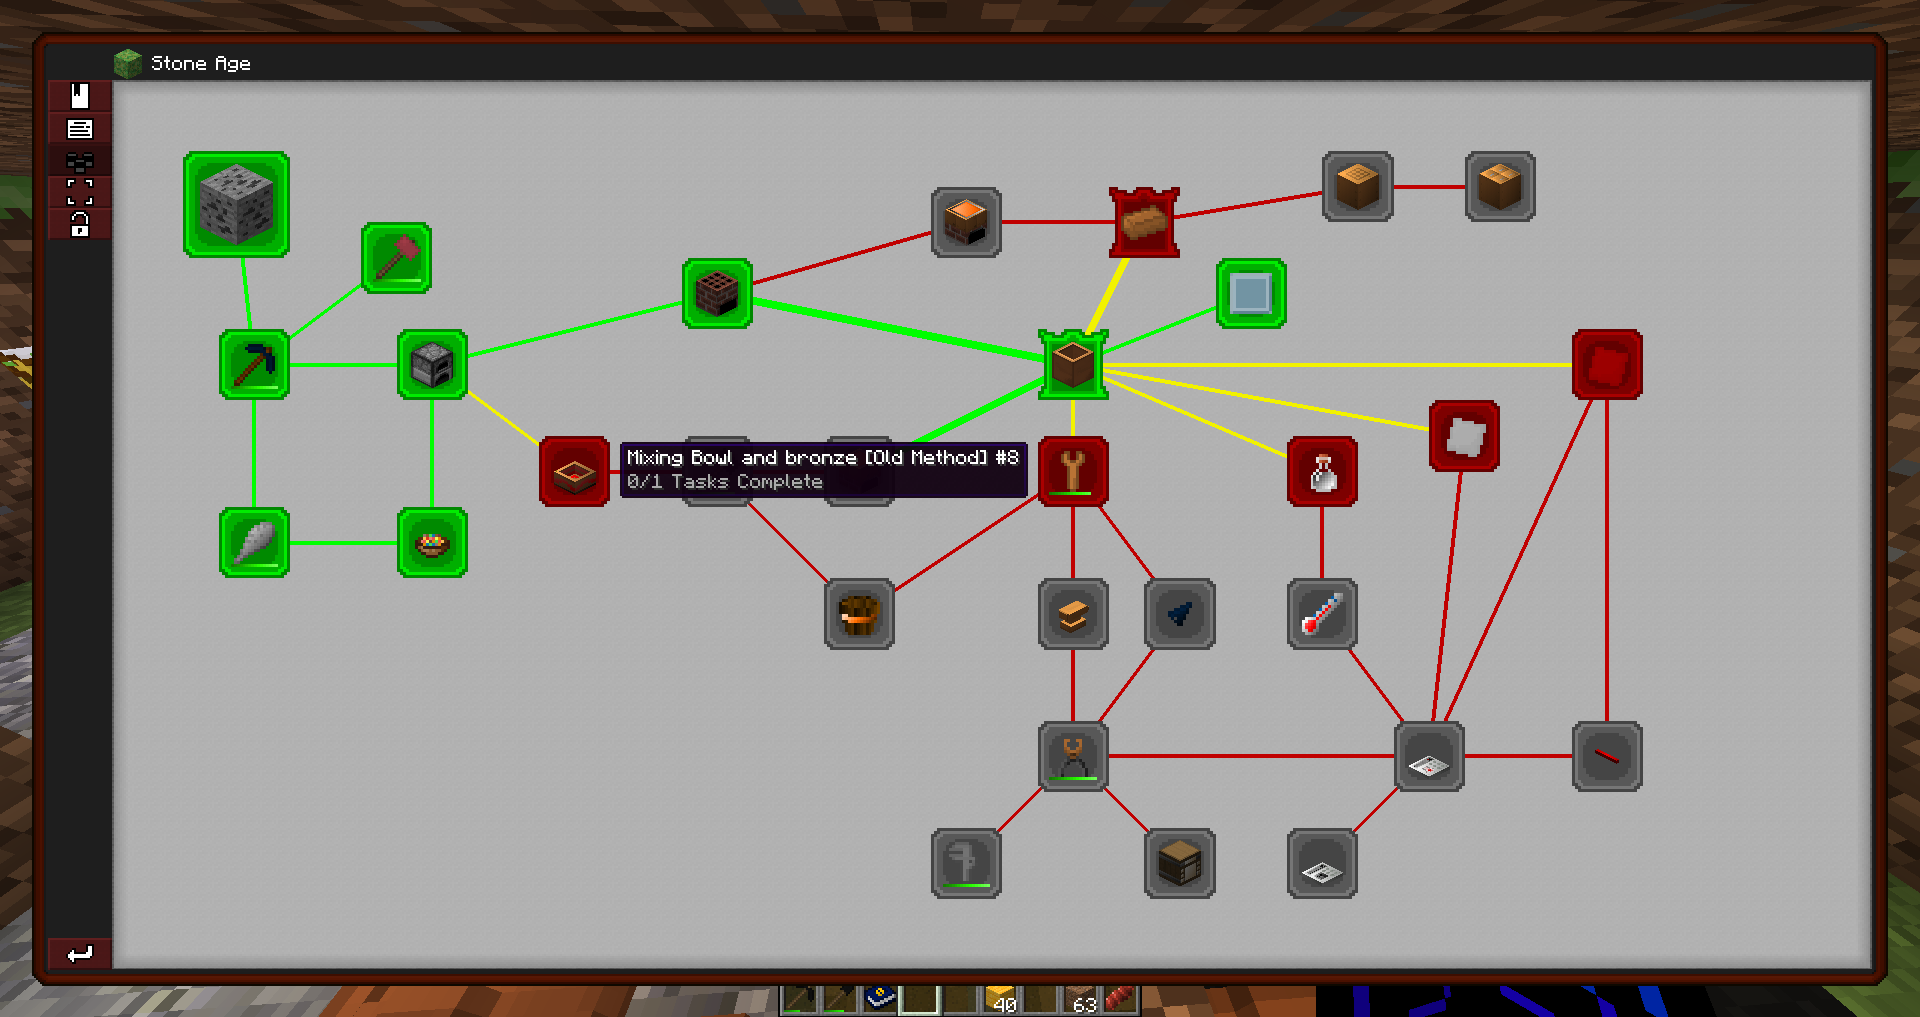 Stone Age
Mixing Bowl and bronze [Old Method] #8
0/1 Tasks Complete
40
63